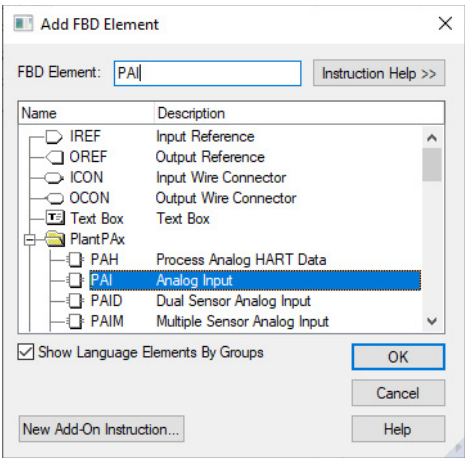 Add FBD Element
FBD Element: PAI Instruction Help >>
Name Description
IREF Input Reference
OREF Output Reference
ICON Input Wire Connector
OCON Output Wire Connector
Text Box Text Box
PlantPAx
PAH Process Analog HART Data
PAI Analog Input
PAID Dual Sensor Analog Input
PAIM Multiple Sensor Analog Input
Show Language Elements By Groups OK
Cancel
New Add-On Instruction... Help